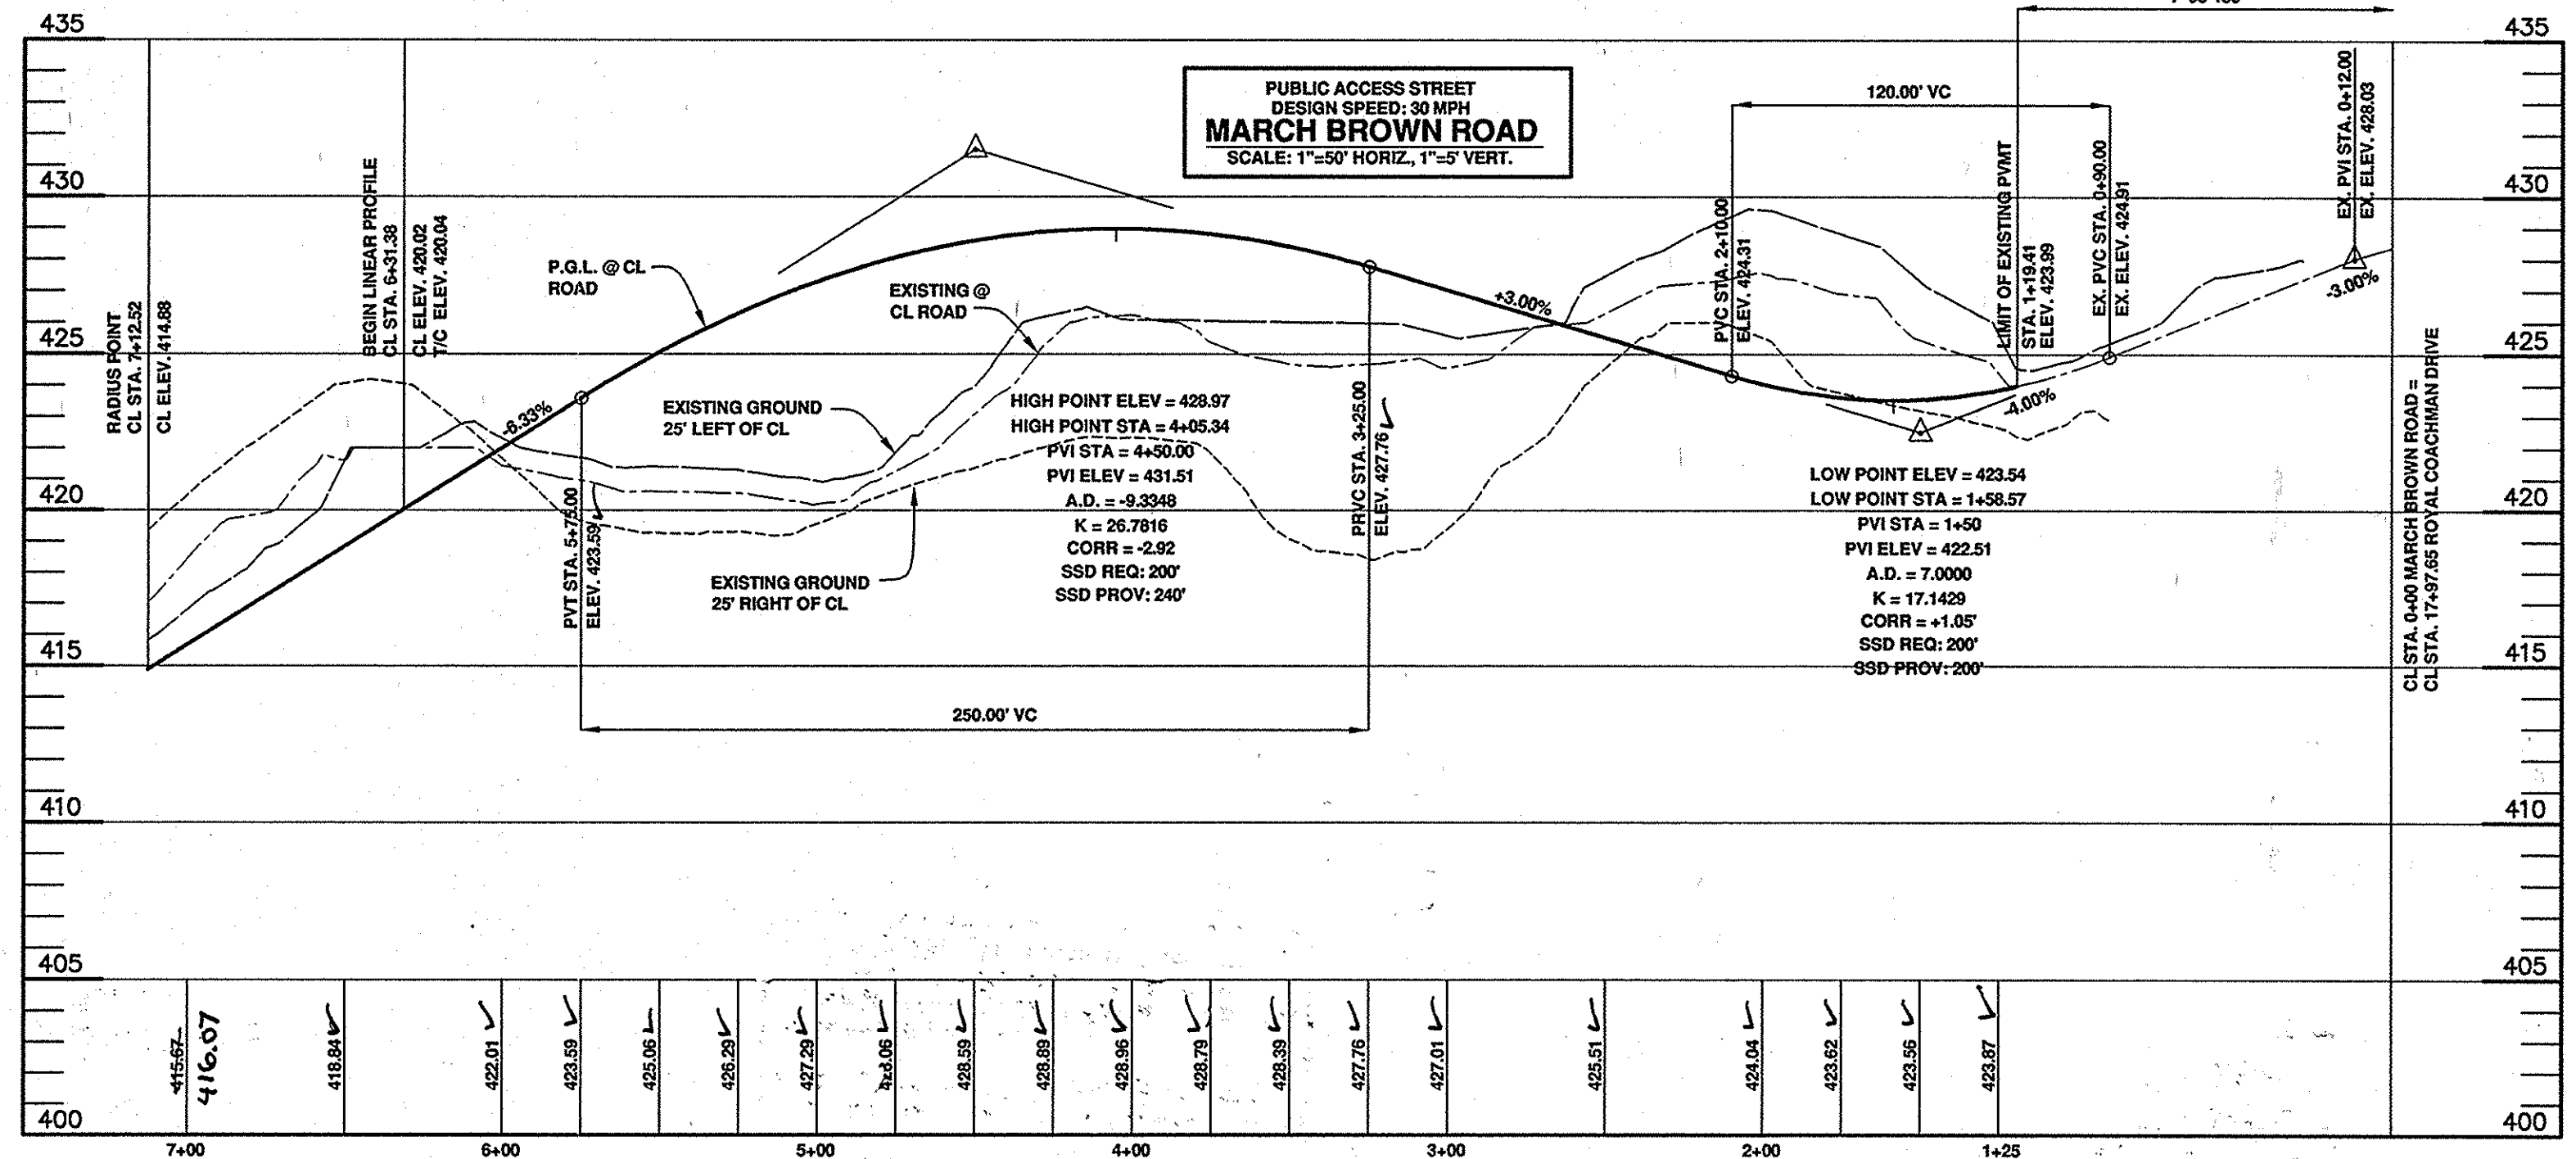 435
435
430
430
425
425
420
420
415
415
410
410
405
405
400
400
PUBLIC ACCESS STREET
DESIGN SPEED: 30 MPH
MARCH BROWN ROAD
SCALE: 1"=50' HORIZ., 1"=5' VERT.
RADIUS POINT
CL STA. 7+12.52
CL ELEV. 414.88
BEGIN LINEAR PROFILE
CL STA. 6+31.38
CL ELEV. 420.02
T/C ELEV. 420.04
-6.33%
P.G.L. @ CL
ROAD
EXISTING @
CL ROAD
EXISTING GROUND
25' LEFT OF CL
EXISTING GROUND
25' RIGHT OF CL
PVT STA. 5+75.00
ELEV. 423.59
HIGH POINT ELEV = 428.97
HIGH POINT STA = 4+05.34
PVI STA = 4+50.00
PVI ELEV = 431.51
A.D. = -9.3348
K = 26.7816
CORR = -2.92
SSD REQ: 200'
SSD PROV: 240'
250.00' VC
PRVC STA. 3+25.00
ELEV. 427.76
+3.00%
120.00' VC
PVC STA. 2+10.00
ELEV. 424.31
LIMIT OF EXISTING PVMT
STA. 1+19.41
ELEV. 423.99
EX. PVC STA. 0+90.00
EX. ELEV. 424.91
-4.00%
LOW POINT ELEV = 423.54
LOW POINT STA = 1+58.57
PVI STA = 1+50
PVI ELEV = 422.51
A.D. = 7.0000
K = 17.1429
CORR = +1.05'
SSD REQ: 200'
SSD PROV: 200'
EX. PVI STA. 0+12.00
EX. ELEV. 428.03
-3.00%
CL STA. 0+00 MARCH BROWN ROAD =
CL STA. 17+97.65 ROYAL COACHMAN DRIVE
415.67
416.07
418.84
422.01
423.59
425.06
426.29
427.29
428.06
428.59
428.89
428.96
428.79
428.39
427.76
427.01
425.51
424.04
423.62
423.56
423.87
7+00
6+00
5+00
4+00
3+00
2+00
1+25